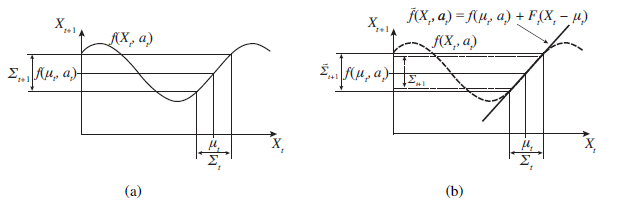 X_{t+1}
f(X_t, a_t)
Σ_{t+1}
f(μ_t, a_t)
μ_t
Σ_t
X_t
(a)
f̃(X_t, a_t) = f(μ_t, a_t) + F_t(X_t − μ_t)
X_{t+1}
f(X_t, a_t)
Σ̃_{t+1}
f(μ_t, a_t)
Σ_{t+1}
μ_t
Σ_t
X_t
(b)